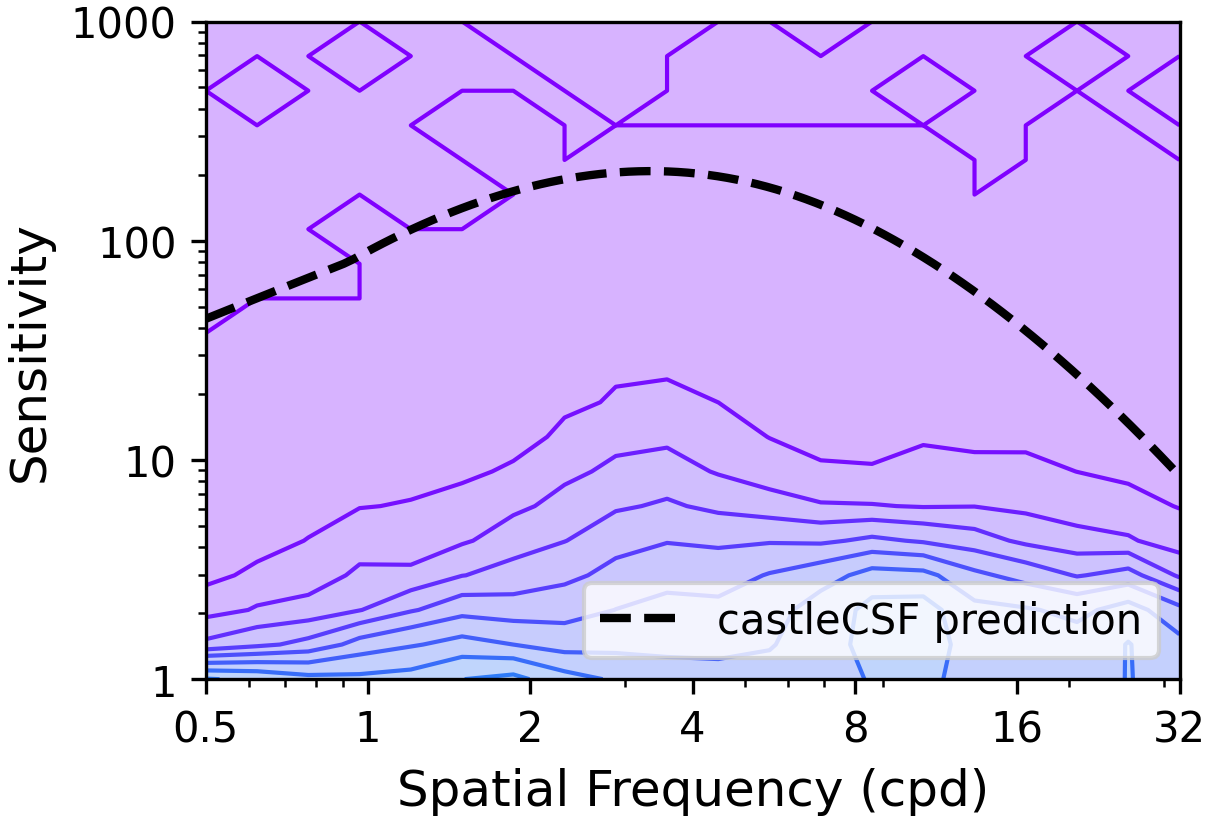 1000
100
10
1
Sensitivity
castleCSF prediction
0.5 1 2 4 8 16 32
Spatial Frequency (cpd)